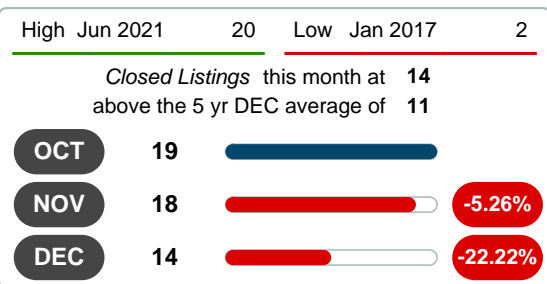 High Jun 2021 20 Low Jan 2017 2
Closed Listings this month at 14
above the 5 yr DEC average of 11
OCT 19
NOV 18 -5.26%
DEC 14 -22.22%